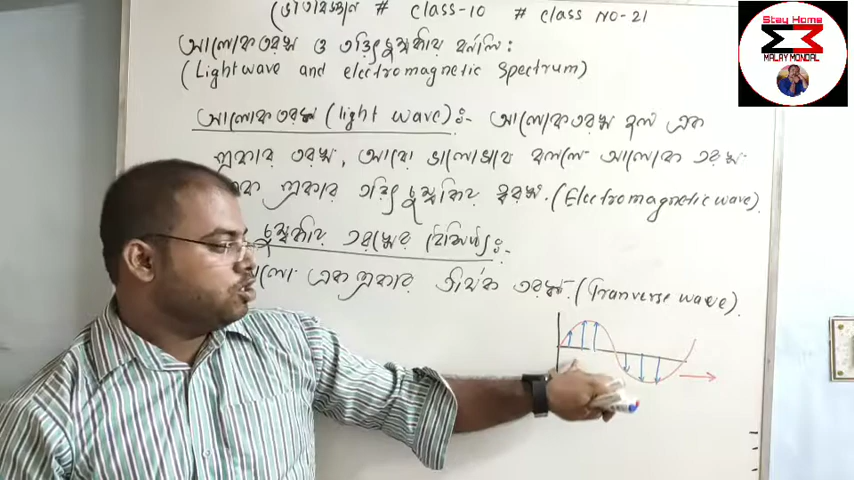 ভৌতবিজ্ঞান # Class-10 # Class NO-21
আলোকতরঙ্গ ও তড়িৎচুম্বকীয় বর্নালি:
(Lightwave and electromagnetic Spectrum)
আলোকতরঙ্গ (light wave):- আলোকতরঙ্গ হল এক
প্রকার তরঙ্গ, আরো ভালোভাবে বললে আলোক তরঙ্গ
এক প্রকার তড়িৎ চুম্বকিয় তরঙ্গ. (Electromagnetic wave).
চুম্বকীয় তরঙ্গের বৈশিষ্ট্য:-
আলো এক প্রকার তীর্যক তরঙ্গ. (Tranverse wave).
Stay Home
MALAY MONDAL